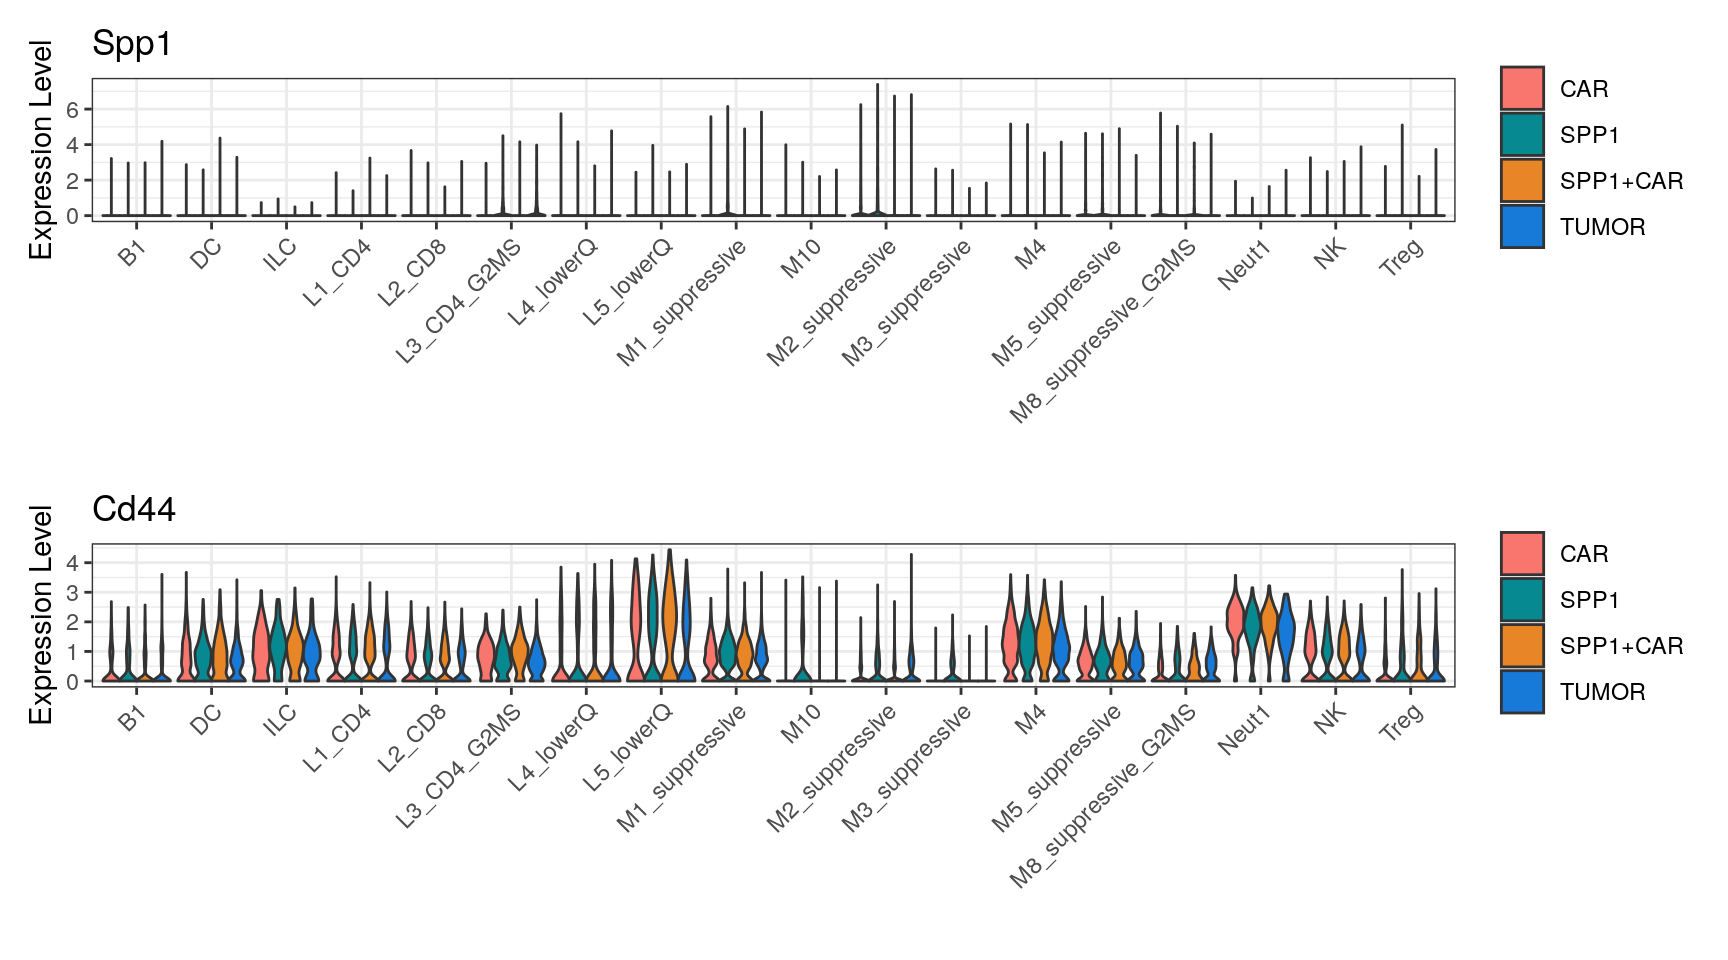 Spp1
Expression Level
6
4
2
0
B1
DC
ILC
L1_CD4
L2_CD8
L3_CD4_G2MS
L4_lowerQ
L5_lowerQ
M1_suppressive
M10
M2_suppressive
M3_suppressive
M4
M5_suppressive
M8_suppressive_G2MS
Neut1
NK
Treg
CAR
SPP1
SPP1+CAR
TUMOR
Cd44
Expression Level
4
3
2
1
0
B1
DC
ILC
L1_CD4
L2_CD8
L3_CD4_G2MS
L4_lowerQ
L5_lowerQ
M1_suppressive
M10
M2_suppressive
M3_suppressive
M4
M5_suppressive
M8_suppressive_G2MS
Neut1
NK
Treg
CAR
SPP1
SPP1+CAR
TUMOR